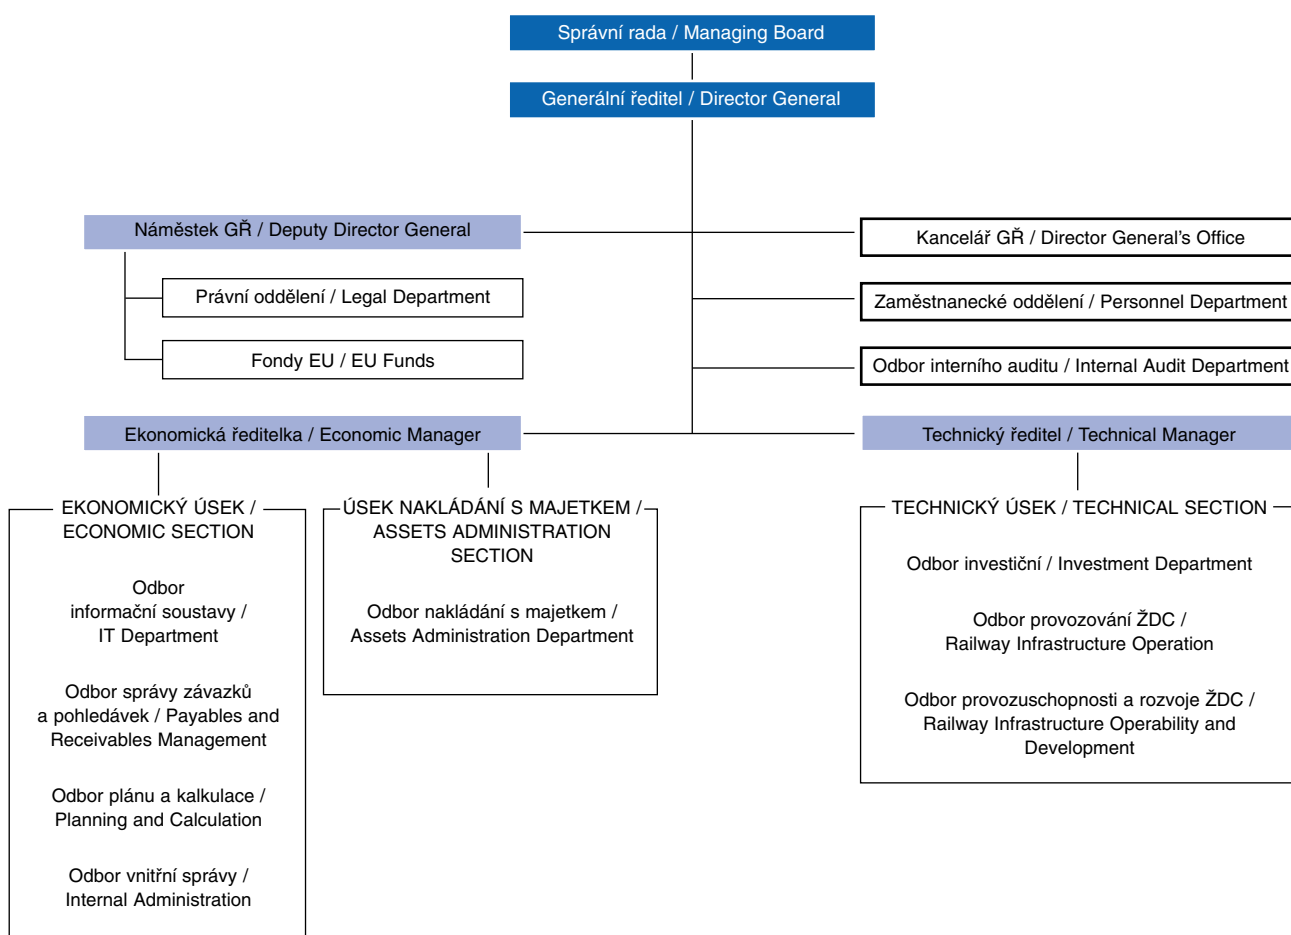 Správní rada / Managing Board
Generální ředitel / Director General
Náměstek GŘ / Deputy Director General
Právní oddělení / Legal Department
Fondy EU / EU Funds
Kancelář GŘ / Director General's Office
Zaměstnanecké oddělení / Personnel Department
Odbor interního auditu / Internal Audit Department
Ekonomická ředitelka / Economic Manager
Technický ředitel / Technical Manager
EKONOMICKÝ ÚSEK /
ECONOMIC SECTION
Odbor
informační soustavy /
IT Department
Odbor správy závazků
a pohledávek / Payables and
Receivables Management
Odbor plánu a kalkulace /
Planning and Calculation
Odbor vnitřní správy /
Internal Administration
ÚSEK NAKLÁDÁNÍ S MAJETKEM /
ASSETS ADMINISTRATION
SECTION
Odbor nakládání s majetkem /
Assets Administration Department
TECHNICKÝ ÚSEK / TECHNICAL SECTION
Odbor investiční / Investment Department
Odbor provozování ŽDC /
Railway Infrastructure Operation
Odbor provozuschopnosti a rozvoje ŽDC /
Railway Infrastructure Operability and
Development